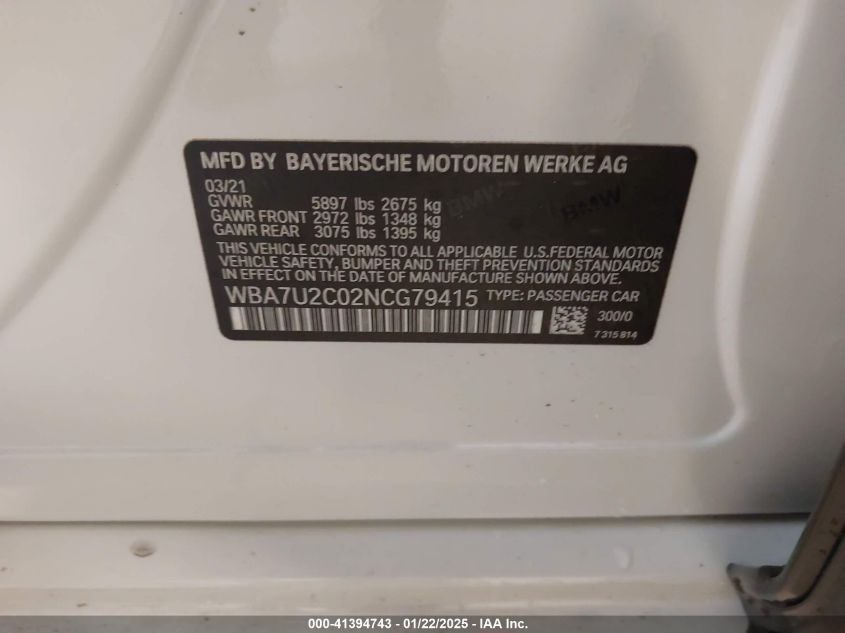 MFD BY BAYERISCHE MOTOREN WERKE AG
03/21
GVWR 5897 lbs 2675 kg
GAWR FRONT 2972 lbs 1348 kg
GAWR REAR 3075 lbs 1395 kg
BMW BMW
THIS VEHICLE CONFORMS TO ALL APPLICABLE U.S.FEDERAL MOTOR
VEHICLE SAFETY, BUMPER AND THEFT PREVENTION STANDARDS
IN EFFECT ON THE DATE OF MANUFACTURE SHOWN ABOVE.
WBA7U2C02NCG79415 TYPE: PASSENGER CAR
300/0
7 315 814
000-41394743 / 01/22/2025 - IAA Inc.